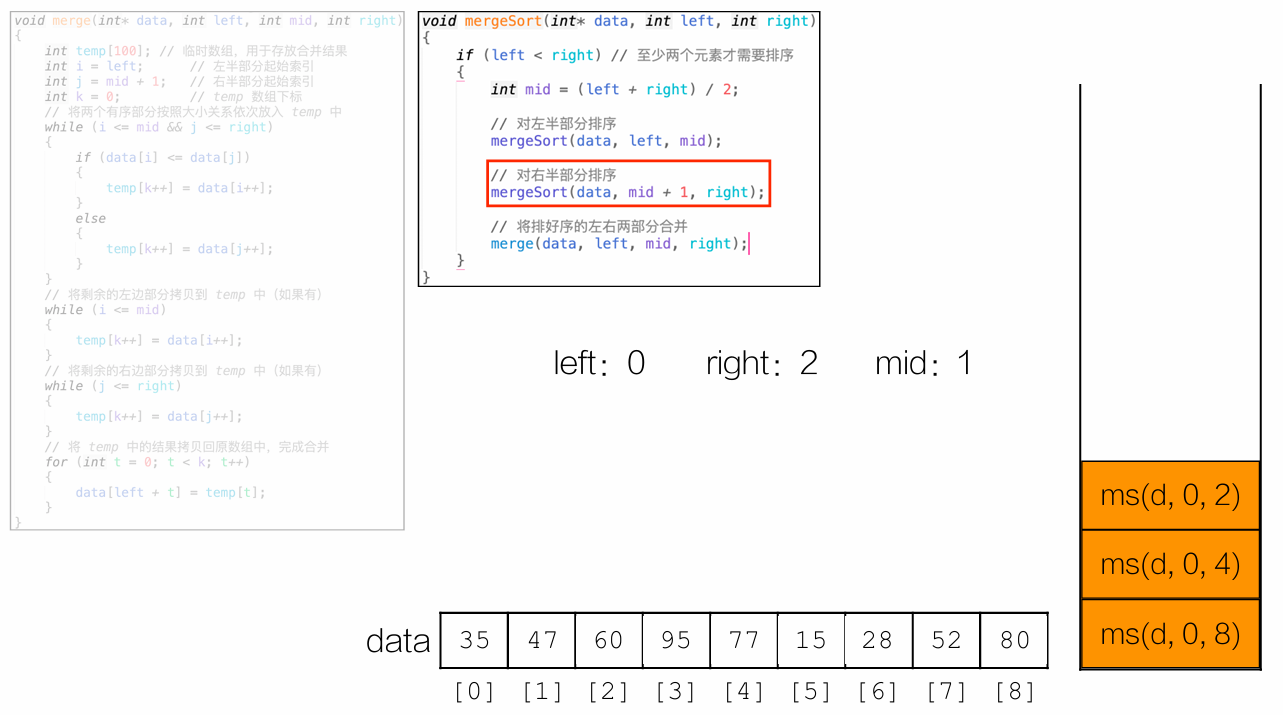 void merge(int* data, int left, int mid, int right)
{
    int temp[100]; // 临时数组，用于存放合并结果
    int i = left;      // 左半部分起始索引
    int j = mid + 1;   // 右半部分起始索引
    int k = 0;         // temp 数组下标
    // 将两个有序部分按照大小关系依次放入 temp 中
    while (i <= mid && j <= right)
    {
        if (data[i] <= data[j])
        {
            temp[k++] = data[i++];
        }
        else
        {
            temp[k++] = data[j++];
        }
    }
    // 将剩余的左边部分拷贝到 temp 中（如果有）
    while (i <= mid)
    {
        temp[k++] = data[i++];
    }
    // 将剩余的右边部分拷贝到 temp 中（如果有）
    while (j <= right)
    {
        temp[k++] = data[j++];
    }
    // 将 temp 中的结果拷贝回原数组中，完成合并
    for (int t = 0; t < k; t++)
    {
        data[left + t] = temp[t];
    }
}
void mergeSort(int* data, int left, int right)
{
    if (left < right) // 至少两个元素才需要排序
    {
        int mid = (left + right) / 2;
        // 对左半部分排序
        mergeSort(data, left, mid);
        // 对右半部分排序
        mergeSort(data, mid + 1, right);
        // 将排好序的左右两部分合并
        merge(data, left, mid, right);
    }
}
left: 0 right: 2 mid: 1
ms(d, 0, 2)
ms(d, 0, 4)
ms(d, 0, 8)
data 35 47 60 95 77 15 28 52 80
[0] [1] [2] [3] [4] [5] [6] [7] [8]